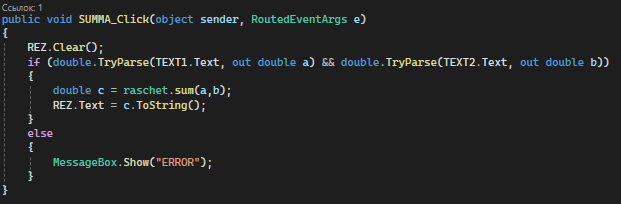 Ссылок: 1
public void SUMMA_Click(object sender, RoutedEventArgs e)
{
REZ.Clear();
if (double.TryParse(TEXT1.Text, out double a) && double.TryParse(TEXT2.Text, out double b))
{
double c = raschet.sum(a,b);
REZ.Text = c.ToString();
}
else
{
MessageBox.Show("ERROR");
}
}